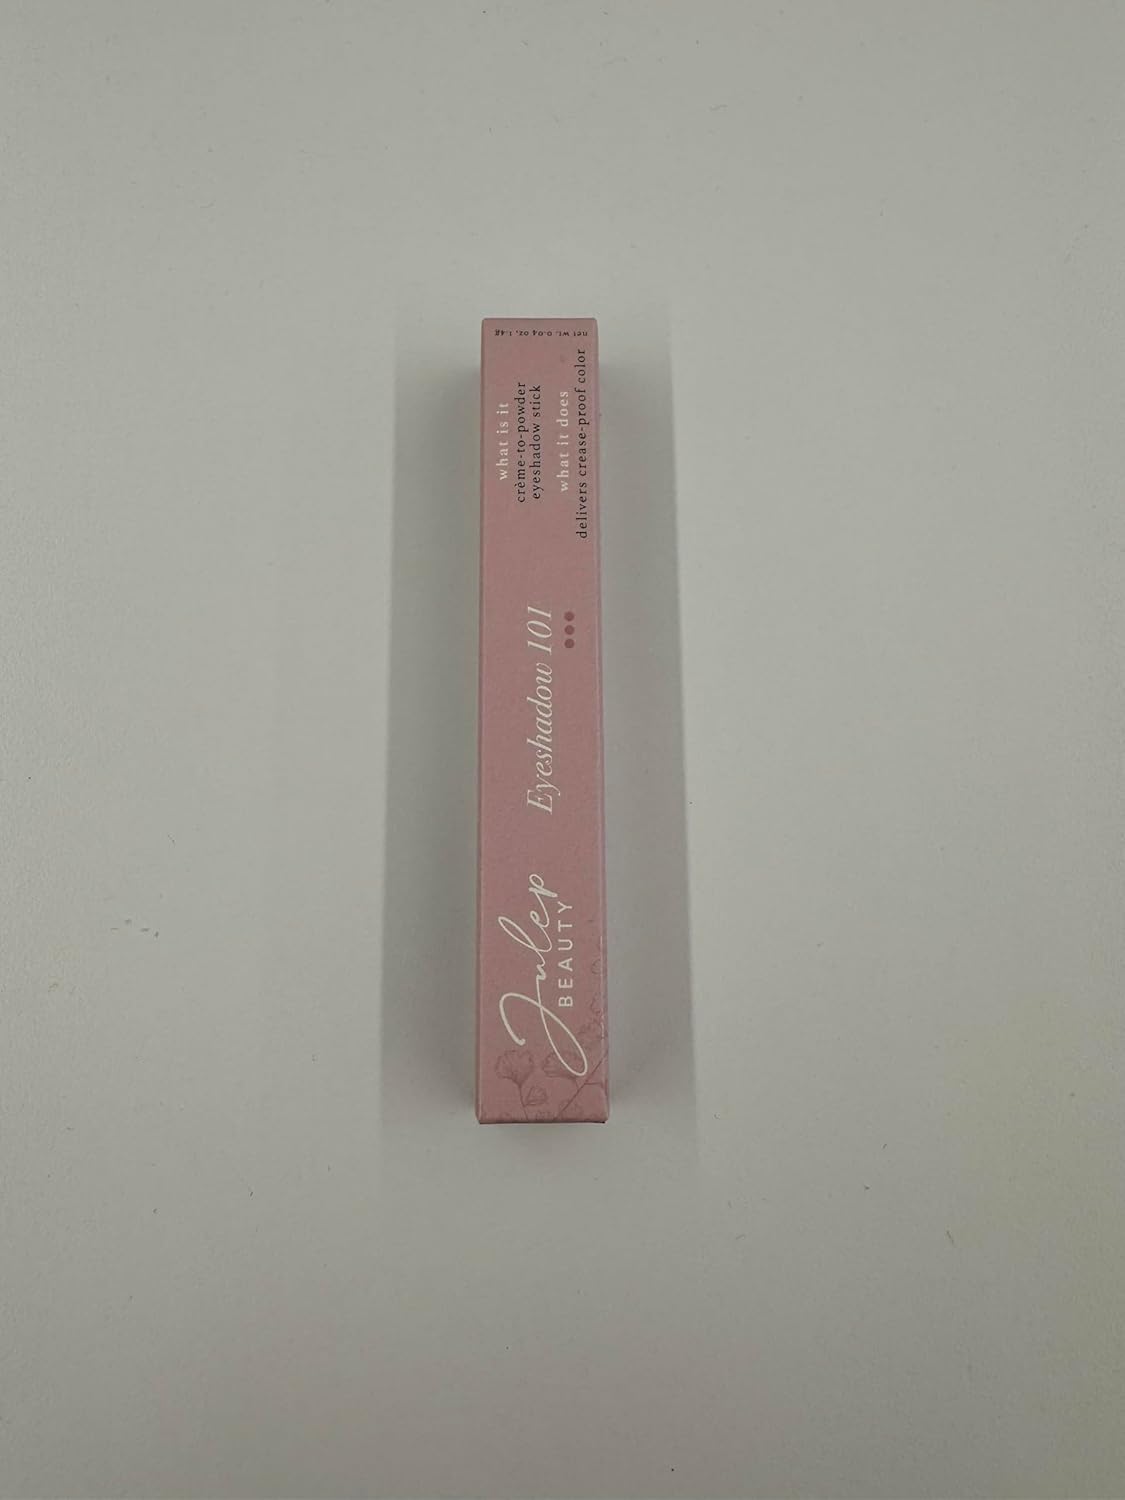 Julep
BEAUTY
Eyeshadow 101
what is it
crème-to-powder
eyeshadow stick
what it does
delivers crease-proof color
net wt. 0.04 oz. 1.4g